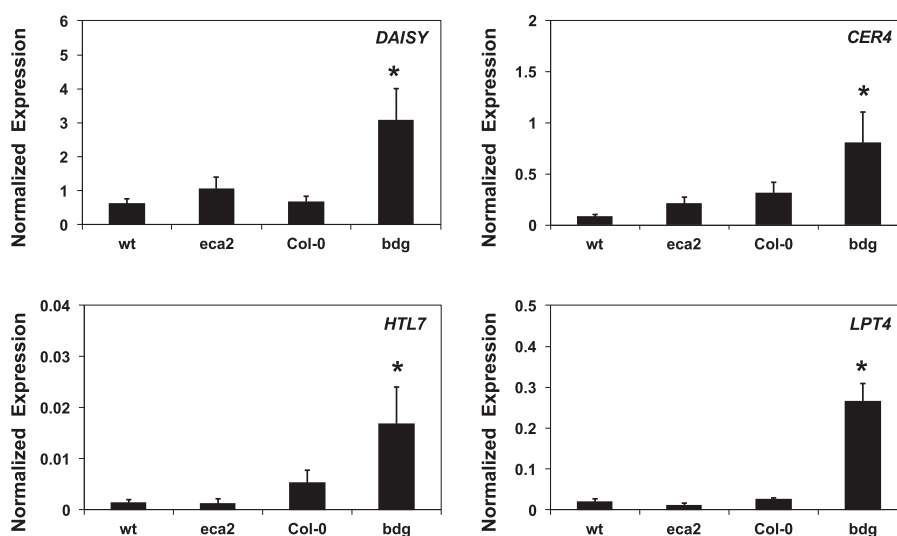 DAISY
Normalized Expression
6
5
4
3
2
1
0
*
wt eca2 Col-0 bdg
CER4
Normalized Expression
2
1.5
1
0.5
0
*
wt eca2 Col-0 bdg
HTL7
Normalized Expression
0.04
0.03
0.02
0.01
0
*
wt eca2 Col-0 bdg
LPT4
Normalized Expression
0.5
0.4
0.3
0.2
0.1
0
*
wt eca2 Col-0 bdg